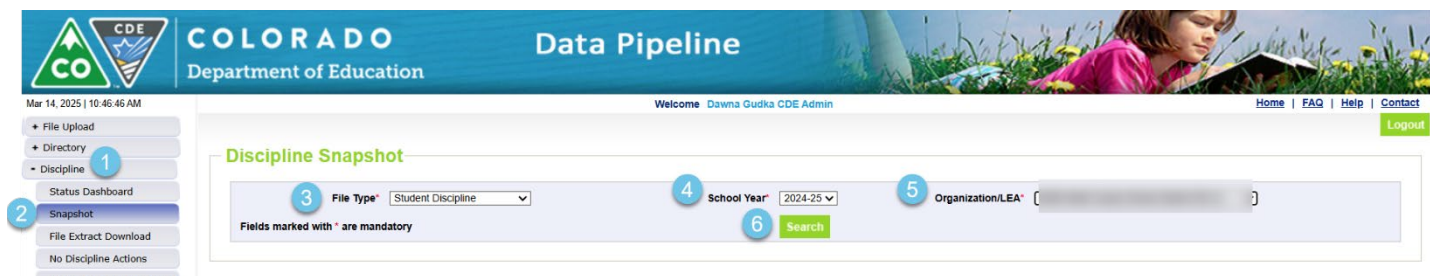 CDE
CO
COLORADO
Department of Education
Data Pipeline
Mar 14, 2025 | 10:46:46 AM
Welcome Dawna Gudka CDE Admin
Home | FAQ | Help | Contact
Logout
+ File Upload
+ Directory
- Discipline 1
Status Dashboard
2 Snapshot
File Extract Download
No Discipline Actions
Discipline Snapshot
3 File Type* Student Discipline 4 School Year* 2024-25 5 Organization/LEA*
Fields marked with * are mandatory 6 Search